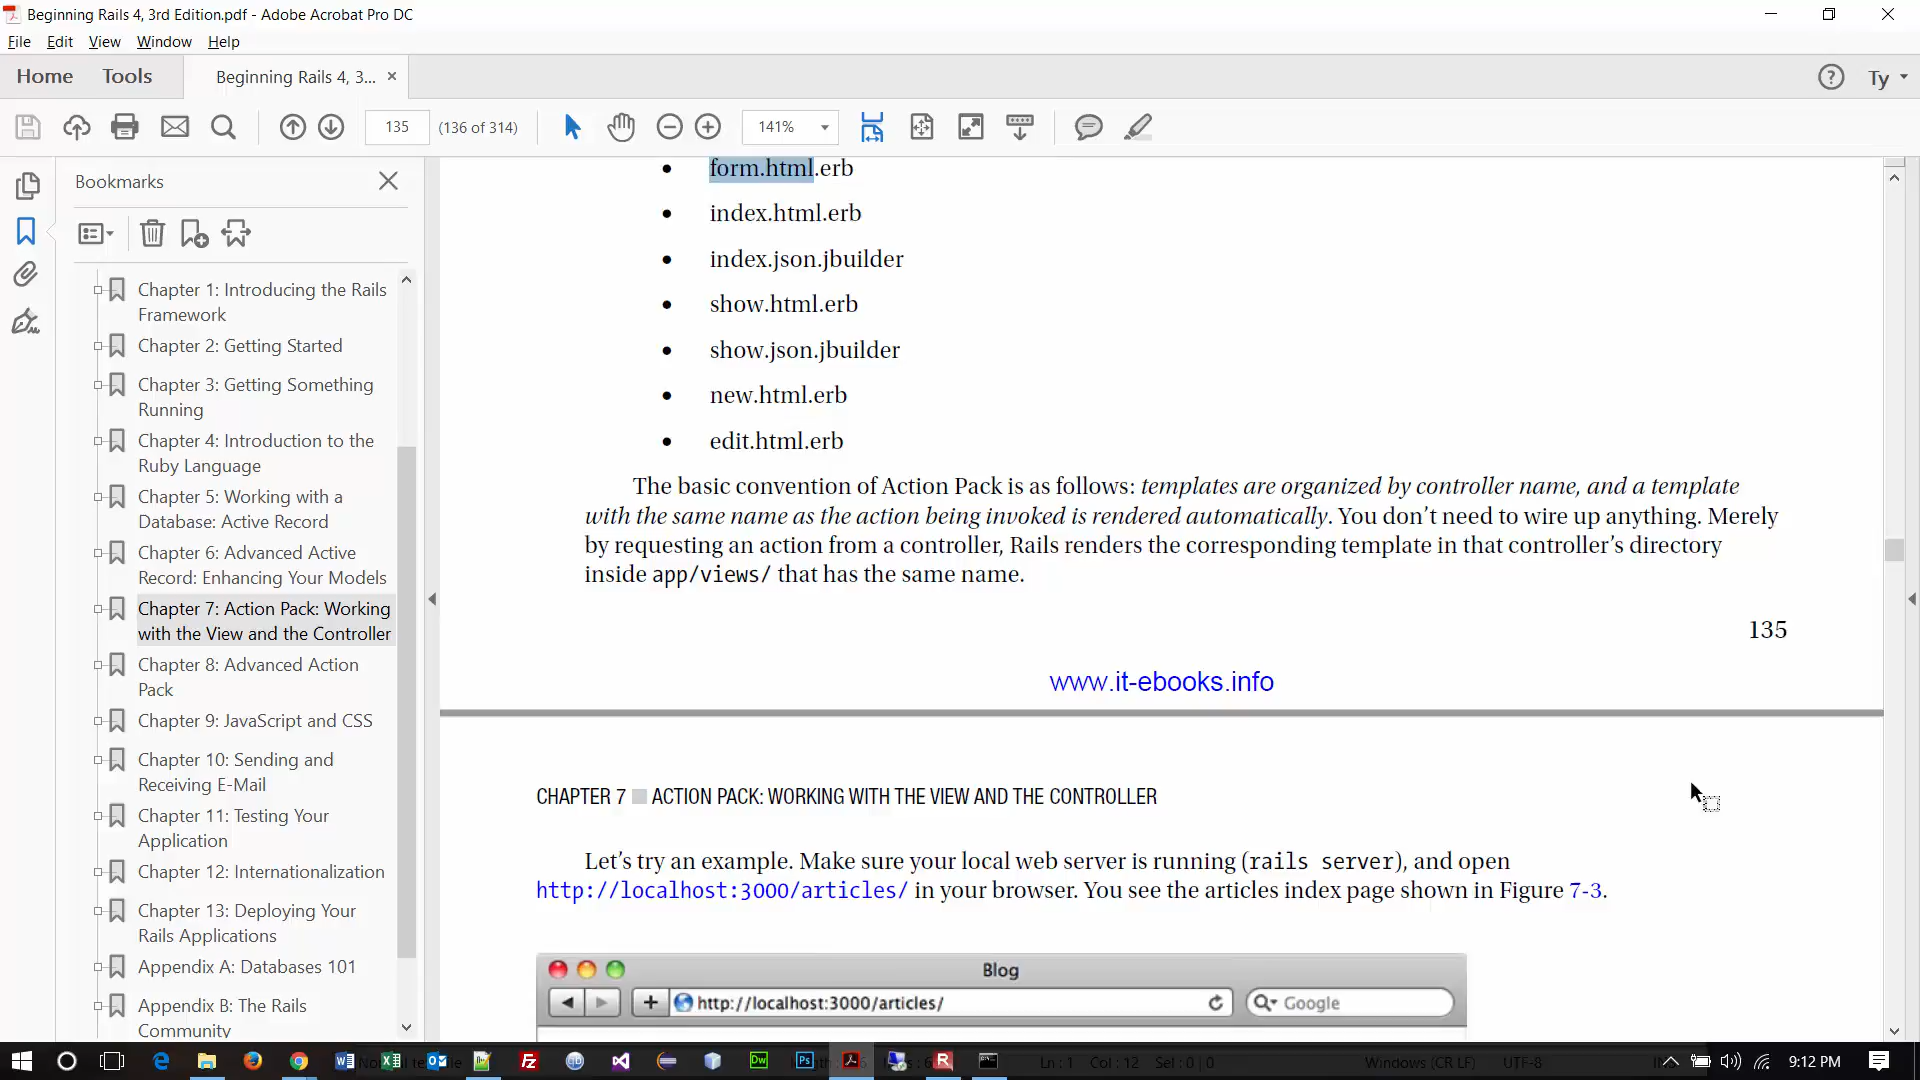 Beginning Rails 4, 3rd Edition.pdf - Adobe Acrobat Pro DC
File Edit View Window Help
Home Tools Beginning Rails 4, 3... × Ty
135 (136 of 314) 141%
Bookmarks
Chapter 1: Introducing the Rails
Framework
Chapter 2: Getting Started
Chapter 3: Getting Something
Running
Chapter 4: Introduction to the
Ruby Language
Chapter 5: Working with a
Database: Active Record
Chapter 6: Advanced Active
Record: Enhancing Your Models
Chapter 7: Action Pack: Working
with the View and the Controller
Chapter 8: Advanced Action
Pack
Chapter 9: JavaScript and CSS
Chapter 10: Sending and
Receiving E-Mail
Chapter 11: Testing Your
Application
Chapter 12: Internationalization
Chapter 13: Deploying Your
Rails Applications
Appendix A: Databases 101
Appendix B: The Rails
Community
• form.html.erb
• index.html.erb
• index.json.jbuilder
• show.html.erb
• show.json.jbuilder
• new.html.erb
• edit.html.erb
The basic convention of Action Pack is as follows: templates are organized by controller name, and a template
with the same name as the action being invoked is rendered automatically. You don’t need to wire up anything. Merely
by requesting an action from a controller, Rails renders the corresponding template in that controller’s directory
inside app/views/ that has the same name.
135
www.it-ebooks.info
CHAPTER 7 ■ ACTION PACK: WORKING WITH THE VIEW AND THE CONTROLLER
Let’s try an example. Make sure your local web server is running (rails server), and open
http://localhost:3000/articles/ in your browser. You see the articles index page shown in Figure 7-3.
Blog
http://localhost:3000/articles/ Google
Ln : 1 Col : 12 Sel : 0 | 0 Windows (CR LF) UTF-8 9:12 PM